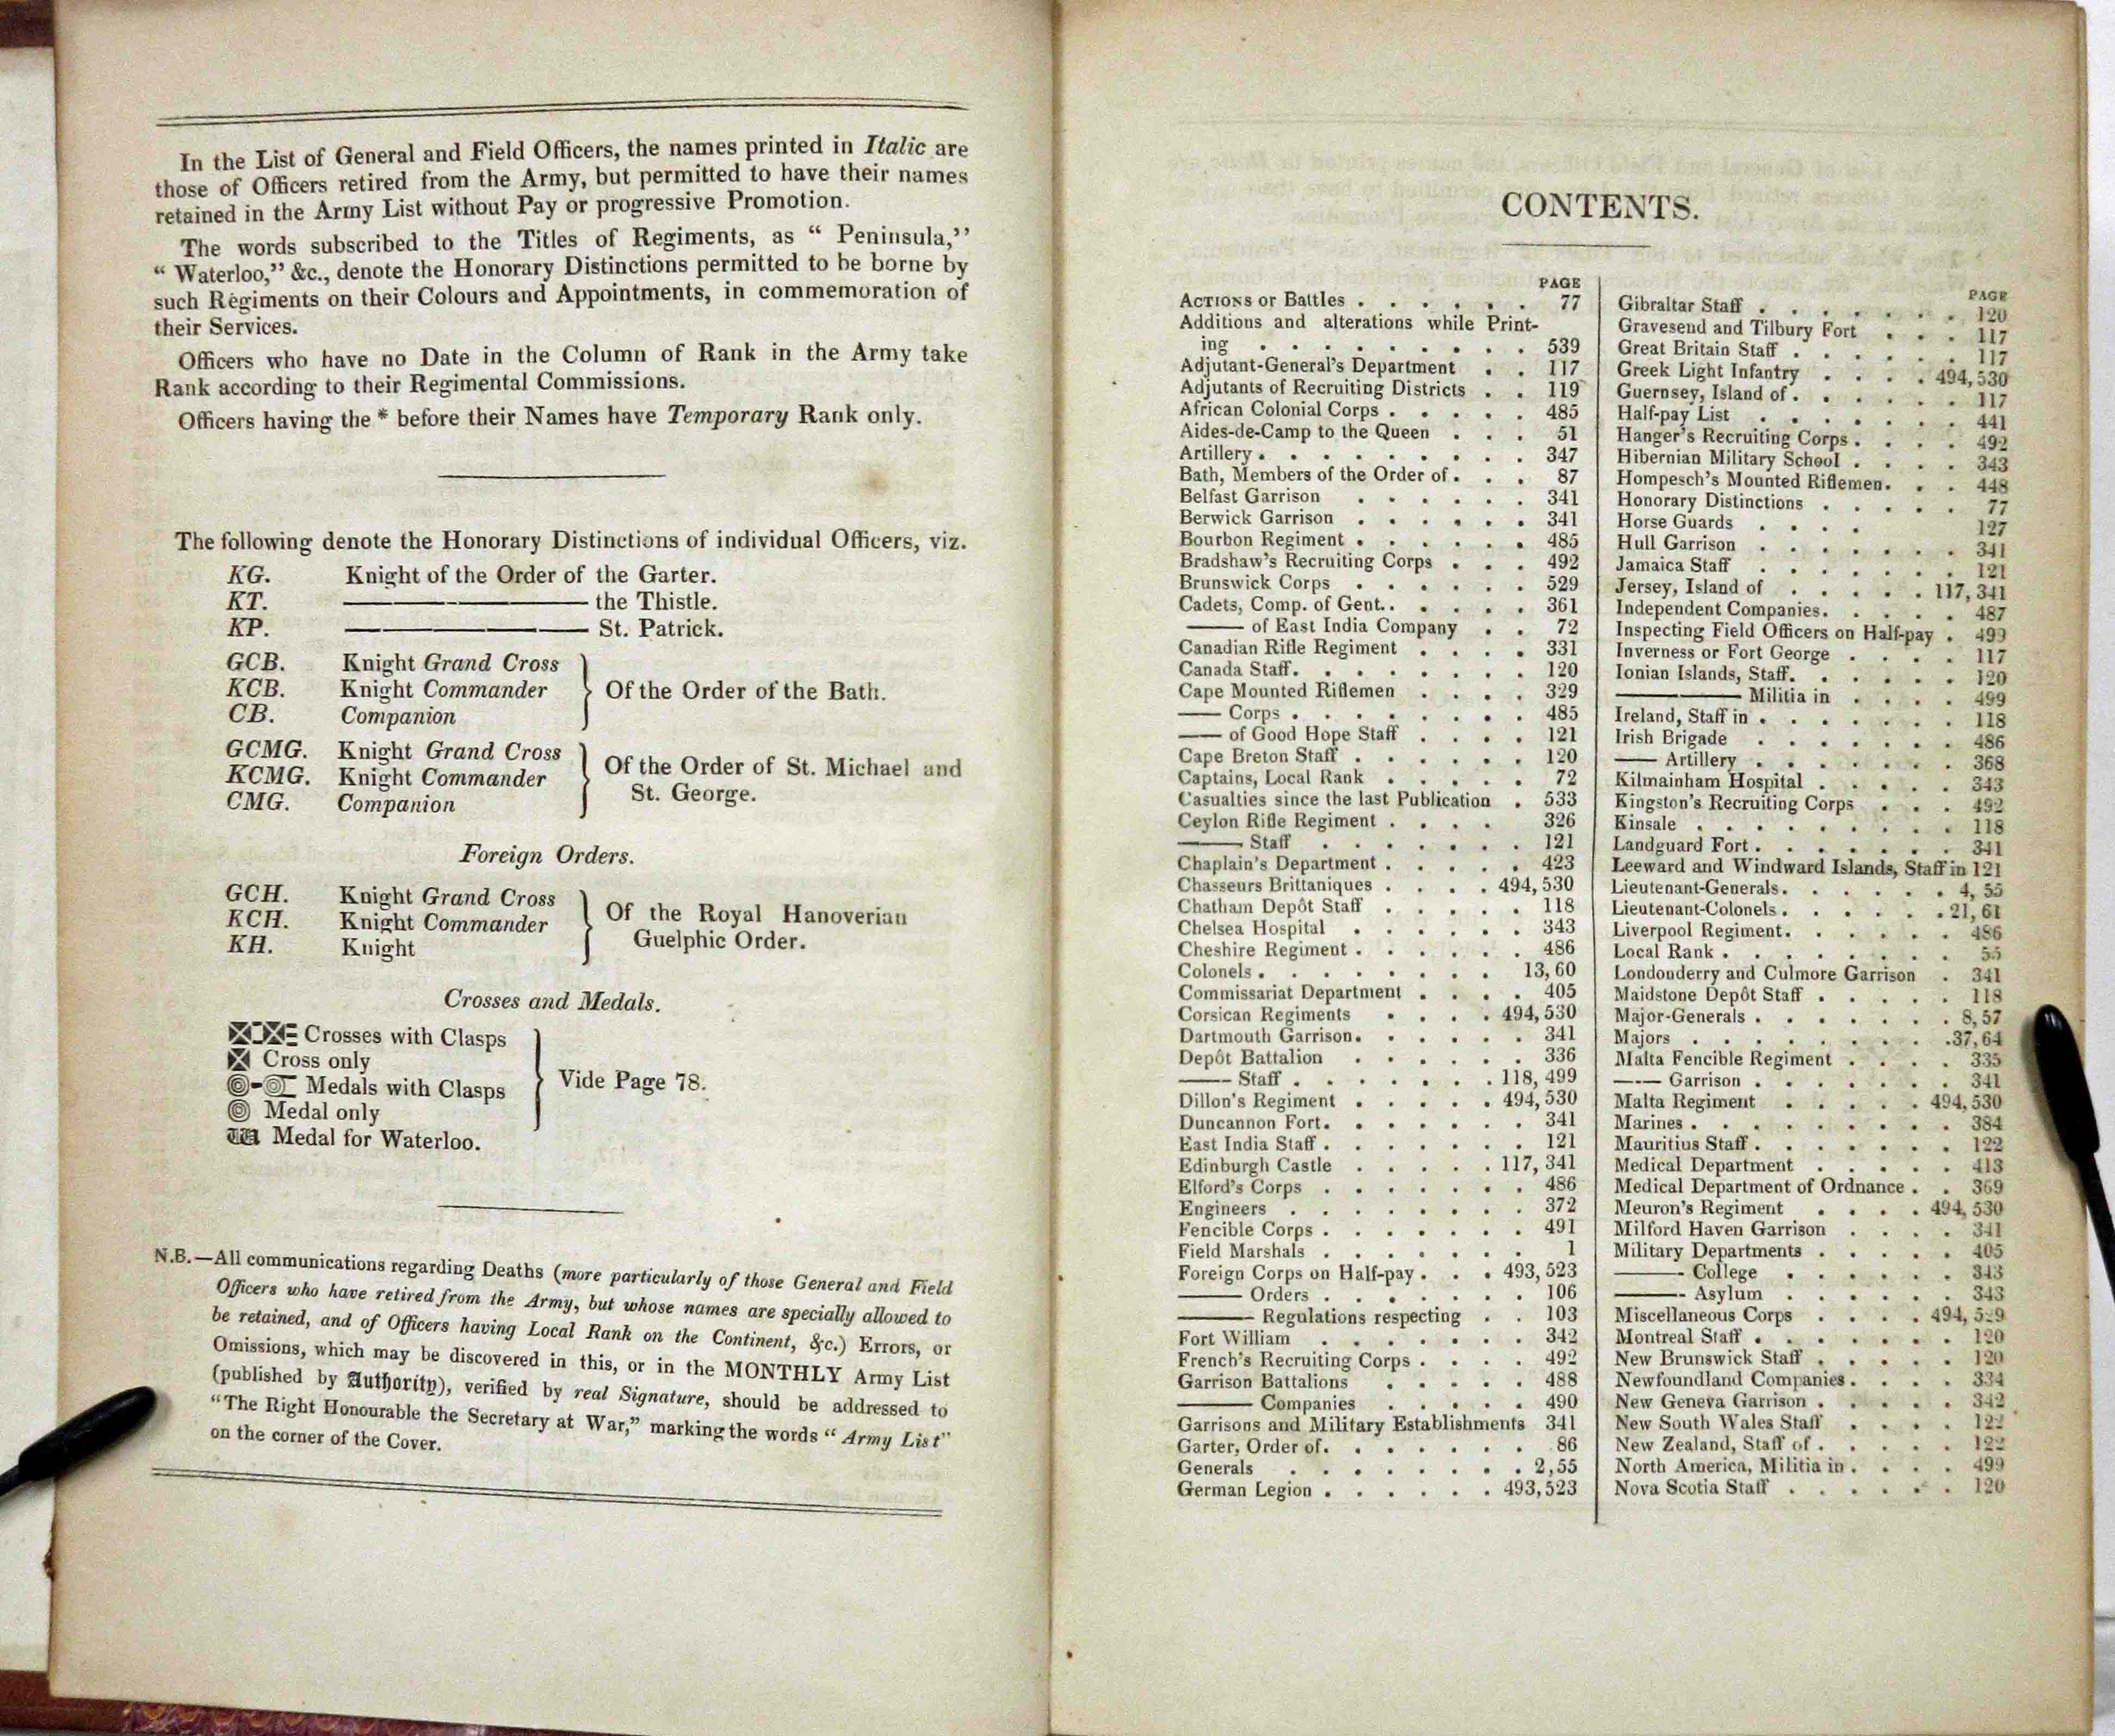 In the List of General and Field Officers, the names printed in Italic are
those of Officers retired from the Army, but permitted to have their names
retained in the Army List without Pay or progressive Promotion.
The words subscribed to the Titles of Regiments, as “ Peninsula,”
“ Waterloo,” &c., denote the Honorary Distinctions permitted to be borne by
such Regiments on their Colours and Appointments, in commemoration of
their Services.
Officers who have no Date in the Column of Rank in the Army take
Rank according to their Regimental Commissions.
Officers having the * before their Names have Temporary Rank only.
The following denote the Honorary Distinctions of individual Officers, viz.
KG. Knight of the Order of the Garter.
KT. ——— the Thistle.
KP. ——— St. Patrick.
GCB. Knight Grand Cross
KCB. Knight Commander } Of the Order of the Bath.
CB. Companion
GCMG. Knight Grand Cross
KCMG. Knight Commander } Of the Order of St. Michael and
St. George.
CMG. Companion
Foreign Orders.
GCH. Knight Grand Cross
KCH. Knight Commander } Of the Royal Hanoverian
Guelphic Order.
KH. Knight
Crosses and Medals.
Crosses with Clasps
Cross only
Medals with Clasps } Vide Page 78.
Medal only
Medal for Waterloo.
N.B.—All communications regarding Deaths (more particularly of those General and Field
Officers who have retired from the Army, but whose names are specially allowed to
be retained, and of Officers having Local Rank on the Continent, &c.) Errors, or
Omissions, which may be discovered in this, or in the MONTHLY Army List
(published by Authority), verified by real Signature, should be addressed to
“The Right Honourable the Secretary at War,” marking the words “ Army List”
on the corner of the Cover.
CONTENTS.
PAGE
Actions or Battles . . . . . . 77
Additions and alterations while Print-
ing . . . . . . . . . 539
Adjutant-General’s Department . . 117
Adjutants of Recruiting Districts . . 119
African Colonial Corps . . . . . 485
Aides-de-Camp to the Queen . . . 51
Artillery . . . . . . . . . 347
Bath, Members of the Order of . . . 87
Belfast Garrison . . . . . . 341
Berwick Garrison . . . . . . 341
Bourbon Regiment . . . . . . 485
Bradshaw’s Recruiting Corps . . . 492
Brunswick Corps . . . . . . 529
Cadets, Comp. of Gent. . . . . . 361
——— of East India Company . . 72
Canadian Rifle Regiment . . . . 331
Canada Staff. . . . . . . . 120
Cape Mounted Riflemen . . . . 329
—— Corps . . . . . . . . 485
—— of Good Hope Staff . . . . 121
Cape Breton Staff . . . . . . 120
Captains, Local Rank . . . . . 72
Casualties since the last Publication . 533
Ceylon Rifle Regiment . . . . 326
——— Staff . . . . . . . 121
Chaplain’s Department . . . . . 423
Chasseurs Brittaniques . . . . 494, 530
Chatham Depôt Staff . . . . . 118
Chelsea Hospital . . . . . . 343
Cheshire Regiment . . . . . . 486
Colonels . . . . . . . . 13, 60
Commissariat Department . . . . 405
Corsican Regiments . . . . 494, 530
Dartmouth Garrison. . . . . . 341
Depôt Battalion . . . . . . 336
——— Staff . . . . . . . 118, 499
Dillon’s Regiment . . . . . 494, 530
Duncannon Fort. . . . . . . 341
East India Staff . . . . . . . 121
Edinburgh Castle . . . . . 117, 341
Elford’s Corps . . . . . . . 486
Engineers . . . . . . . . 372
Fencible Corps . . . . . . . 491
Field Marshals . . . . . . . 1
Foreign Corps on Half-pay . . . 493, 523
——— Orders . . . . . . . 106
——— Regulations respecting . . 103
Fort William . . . . . . . 342
French’s Recruiting Corps . . . . 492
Garrison Battalions . . . . . 488
——— Companies . . . . . 490
Garrisons and Military Establishments 341
Garter, Order of. . . . . . . 86
Generals . . . . . . . . 2, 55
German Legion . . . . . . 493, 523
PAGE
Gibraltar Staff . . . . . . . 120
Gravesend and Tilbury Fort . . . 117
Great Britain Staff . . . . . . 117
Greek Light Infantry . . . . 494, 530
Guernsey, Island of . . . . . . 117
Half-pay List . . . . . . . 441
Hanger’s Recruiting Corps . . . . 492
Hibernian Military School . . . . 343
Hompesch’s Mounted Riflemen. . . 448
Honorary Distinctions . . . . . 77
Horse Guards . . . . 127
Hull Garrison . . . . . . . 341
Jamaica Staff . . . . . . . 121
Jersey, Island of . . . . . 117, 341
Independent Companies. . . . . 487
Inspecting Field Officers on Half-pay . 499
Inverness or Fort George . . . . 117
Ionian Islands, Staff. . . . . . 120
——— Militia in . . . . 499
Ireland, Staff in . . . . . . . 118
Irish Brigade . . . . . . . 486
—— Artillery . . . . . . . 368
Kilmainham Hospital . . . . . 343
Kingston’s Recruiting Corps . . . 492
Kinsale . . . . . . . . . 118
Landguard Fort . . . . . . . 341
Leeward and Windward Islands, Staff in 121
Lieutenant-Generals. . . . . . 4, 55
Lieutenant-Colonels . . . . . . 21, 61
Liverpool Regiment. . . . . . 486
Local Rank . . . . . . . . 55
Londonderry and Culmore Garrison . 341
Maidstone Depôt Staff . . . . . 118
Major-Generals . . . . . . . 8, 57
Majors . . . . . . . . 37, 64
Malta Fencible Regiment . . . . 335
——— Garrison . . . . . . 341
Malta Regiment . . . . . 494, 530
Marines . . . . . . . . . 384
Mauritius Staff . . . . . . . 122
Medical Department . . . . . 413
Medical Department of Ordnance . . 369
Meuron’s Regiment . . . . 494, 530
Milford Haven Garrison . . . . 341
Military Departments . . . . . 405
——— College . . . . . . 343
——— Asylum . . . . . . 343
Miscellaneous Corps . . . . 494, 529
Montreal Staff . . . . . . . 120
New Brunswick Staff . . . . . 120
Newfoundland Companies . . . . 334
New Geneva Garrison . . . . . 342
New South Wales Staff . . . . 122
New Zealand, Staff of . . . . . 122
North America, Militia in . . . . 499
Nova Scotia Staff . . . . . . 120